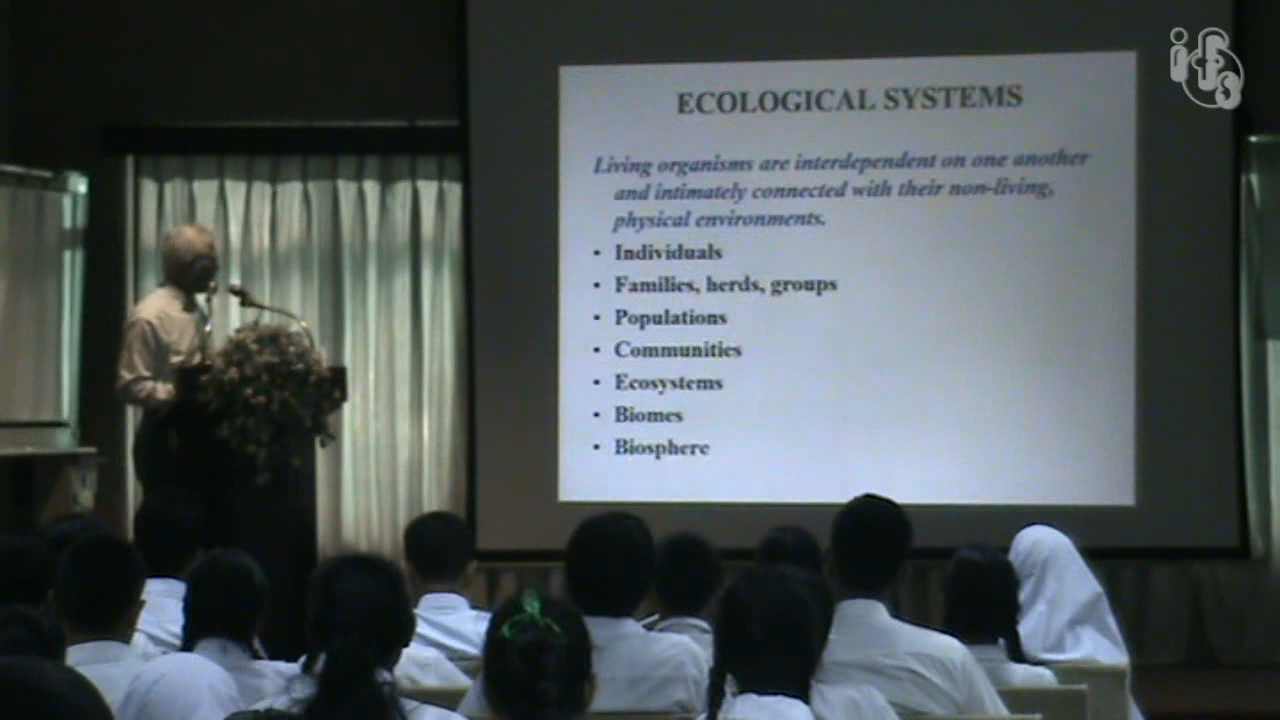 ECOLOGICAL SYSTEMS
Living organisms are interdependent on one another
and intimately connected with their non-living,
physical environments.
• Individuals
• Families, herds, groups
• Populations
• Communities
• Ecosystems
• Biomes
• Biosphere